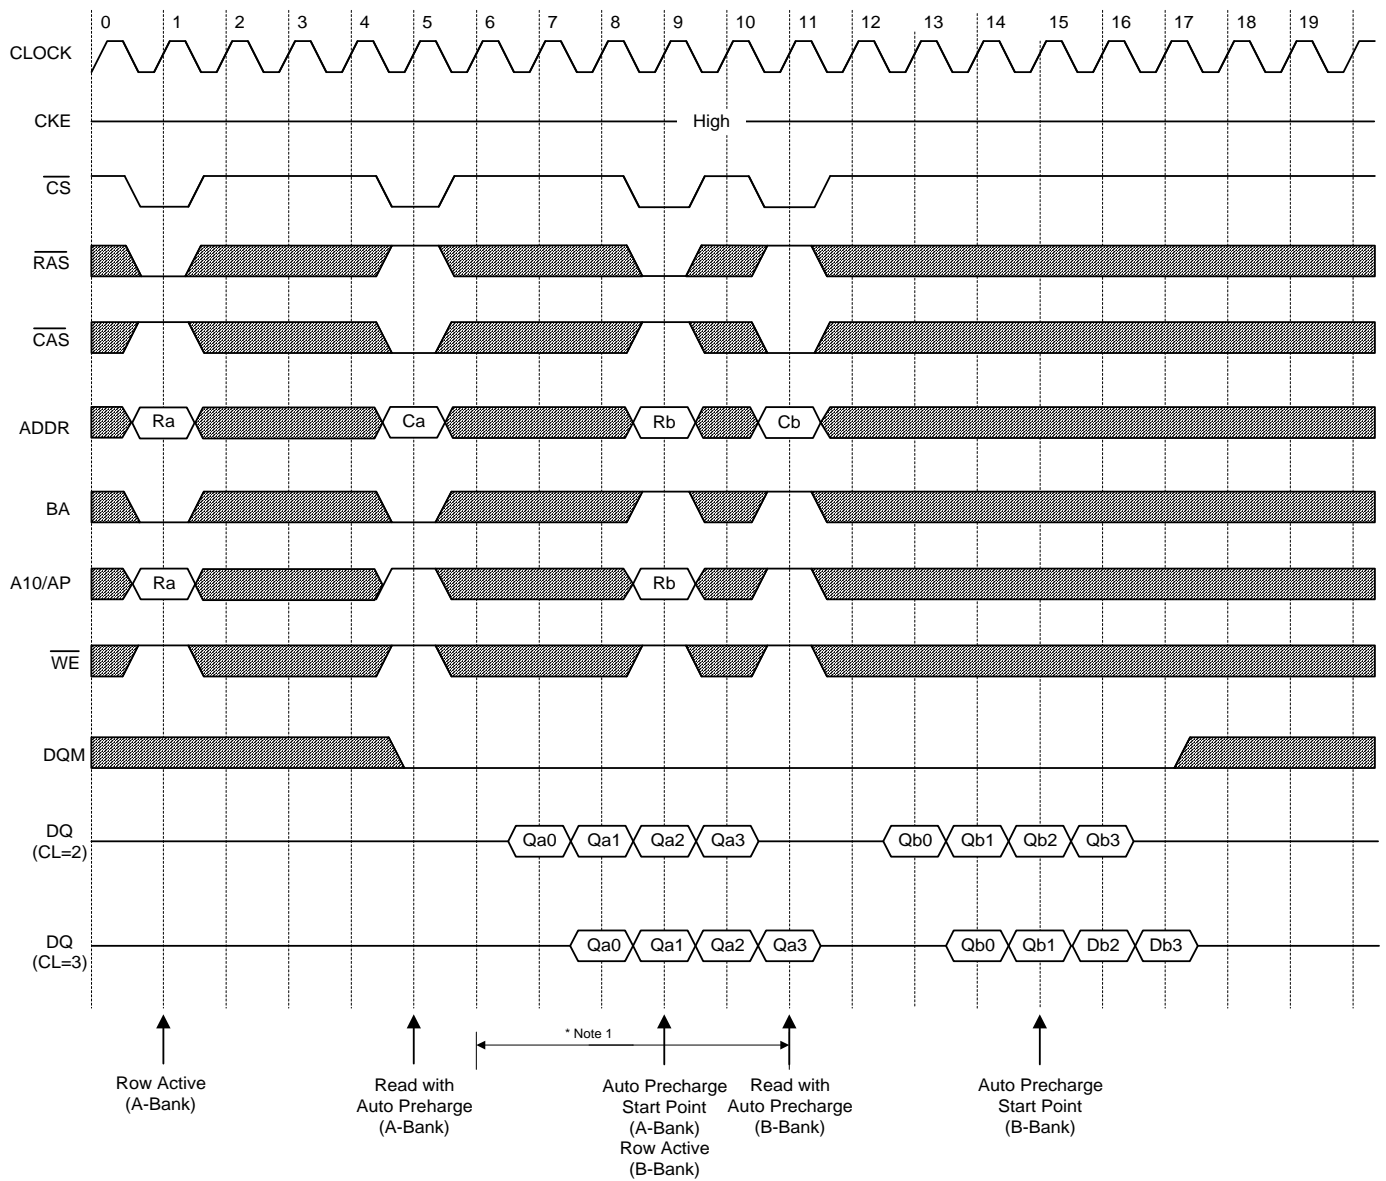 0 1 2 3 4 5 6 7 8 9 10 11 12 13 14 15 16 17 18 19
CLOCK
CKE High
CS
RAS
CAS
ADDR Ra Ca Rb Cb
BA
A10/AP Ra Rb
WE
DQM
DQ
(CL=2) Qa0 Qa1 Qa2 Qa3 Qb0 Qb1 Qb2 Qb3
DQ
(CL=3) Qa0 Qa1 Qa2 Qa3 Qb0 Qb1 Db2 Db3
* Note 1
Row Active
(A-Bank)
Read with
Auto Preharge
(A-Bank)
Auto Precharge
Start Point
(A-Bank)
Row Active
(B-Bank)
Read with
Auto Precharge
(B-Bank)
Auto Precharge
Start Point
(B-Bank)